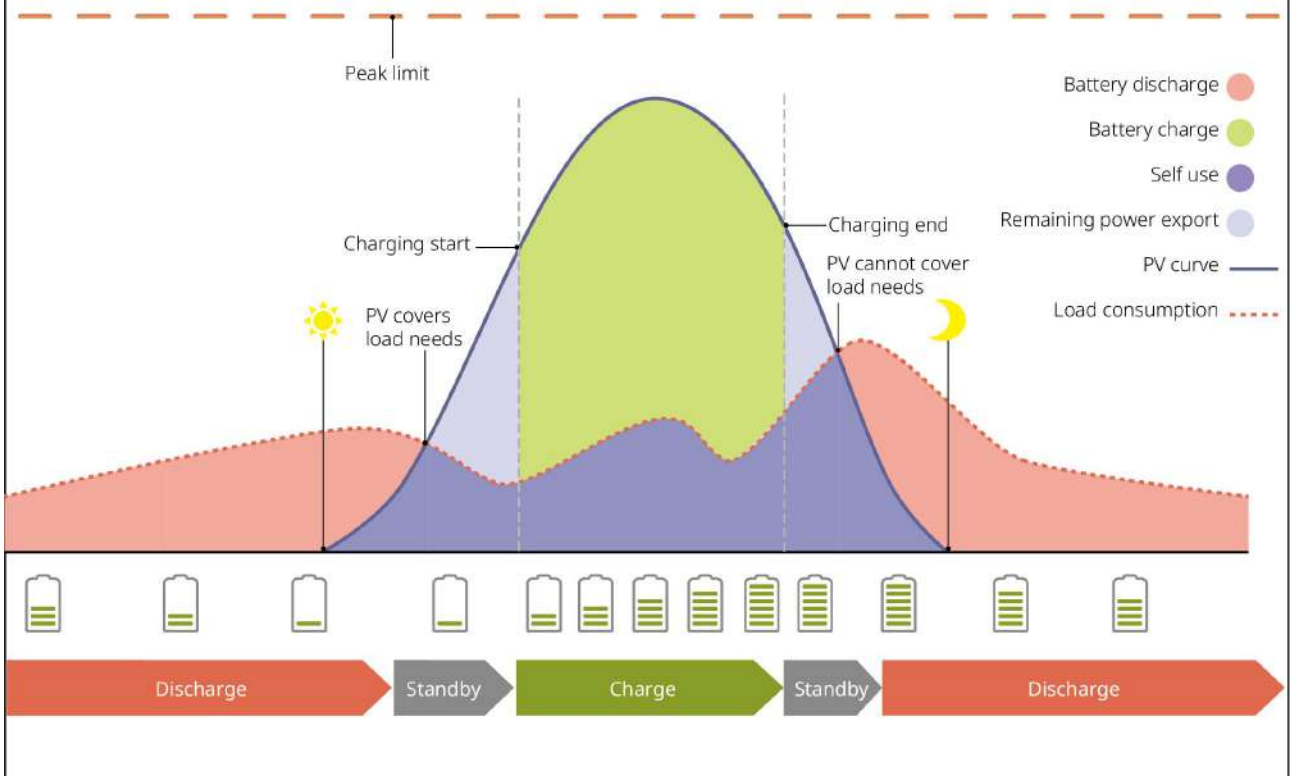 Peak limit
Battery discharge
Battery charge
Self use
Remaining power export
PV curve
Load consumption
Charging start
Charging end
PV cannot cover
load needs
PV covers
load needs
Discharge
Standby
Charge
Standby
Discharge